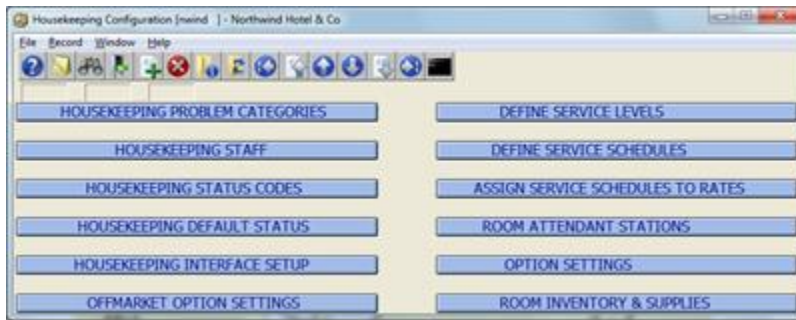 Housekeeping Configuration [nwind ] - Northwind Hotel & Co
File Record Window Help
HOUSEKEEPING PROBLEM CATEGORIES
DEFINE SERVICE LEVELS
HOUSEKEEPING STAFF
DEFINE SERVICE SCHEDULES
HOUSEKEEPING STATUS CODES
ASSIGN SERVICE SCHEDULES TO RATES
HOUSEKEEPING DEFAULT STATUS
ROOM ATTENDANT STATIONS
HOUSEKEEPING INTERFACE SETUP
OPTION SETTINGS
OFFMARKET OPTION SETTINGS
ROOM INVENTORY & SUPPLIES